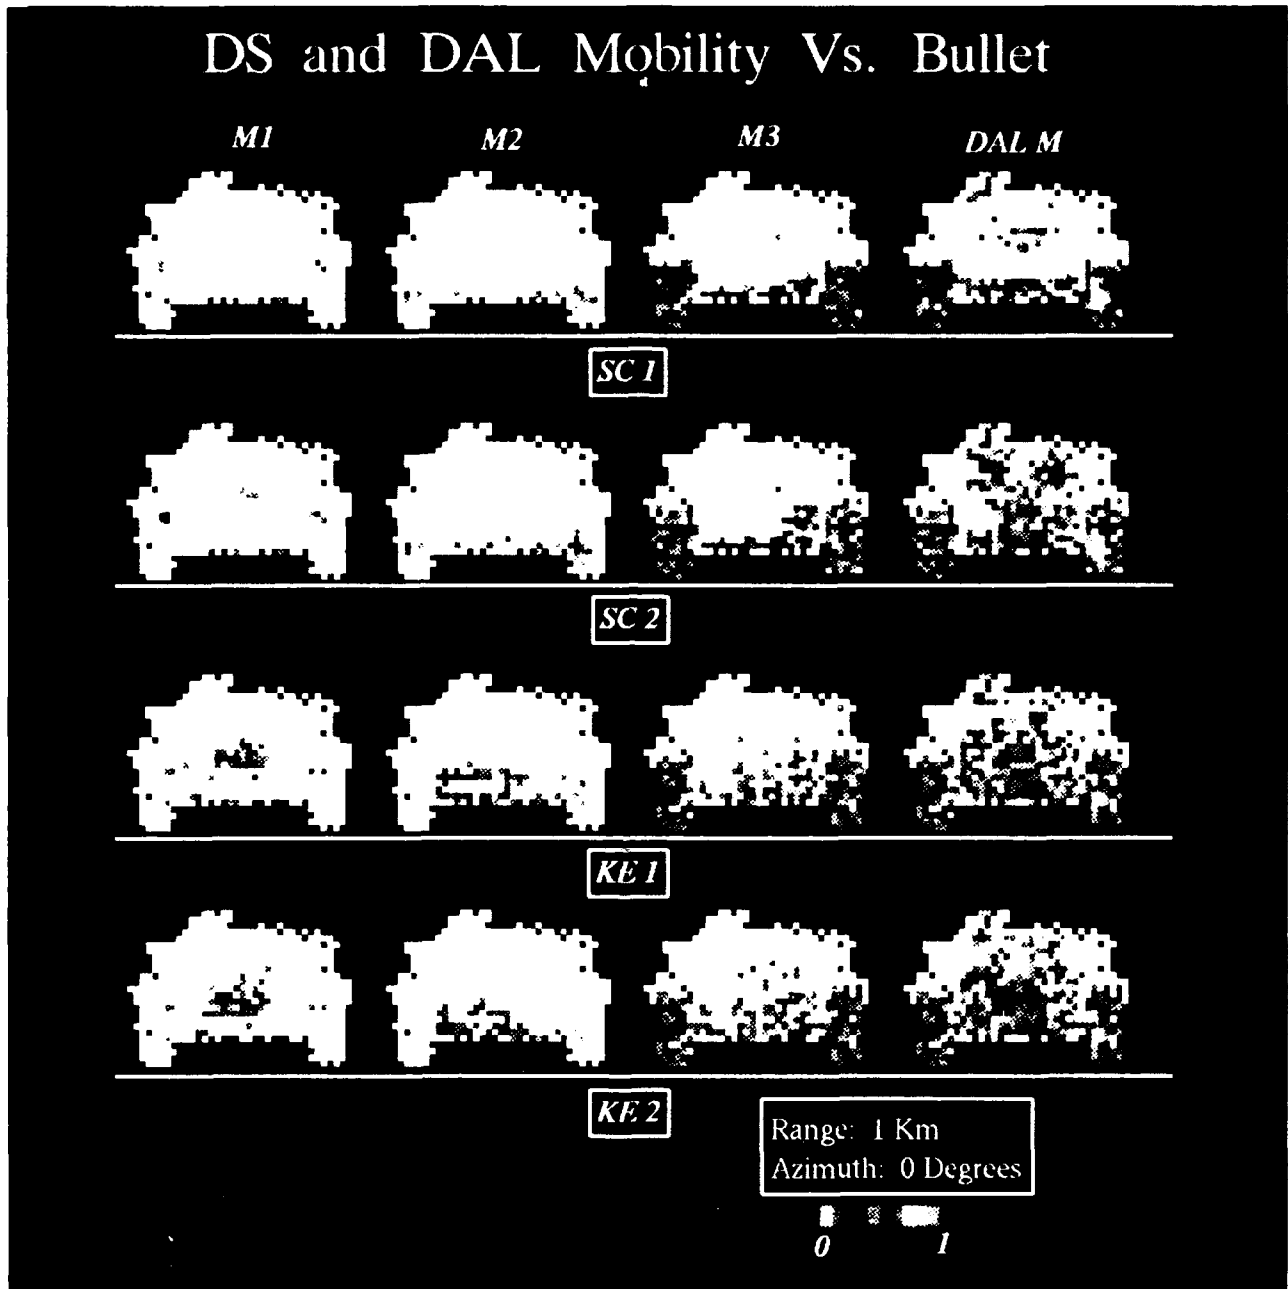 DS and DAL Mobility Vs. Bullet
M1 M2 M3 DAL M
SC 1
SC 2
KE 1
KE 2
Range: 1 Km
Azimuth: 0 Degrees
0 1